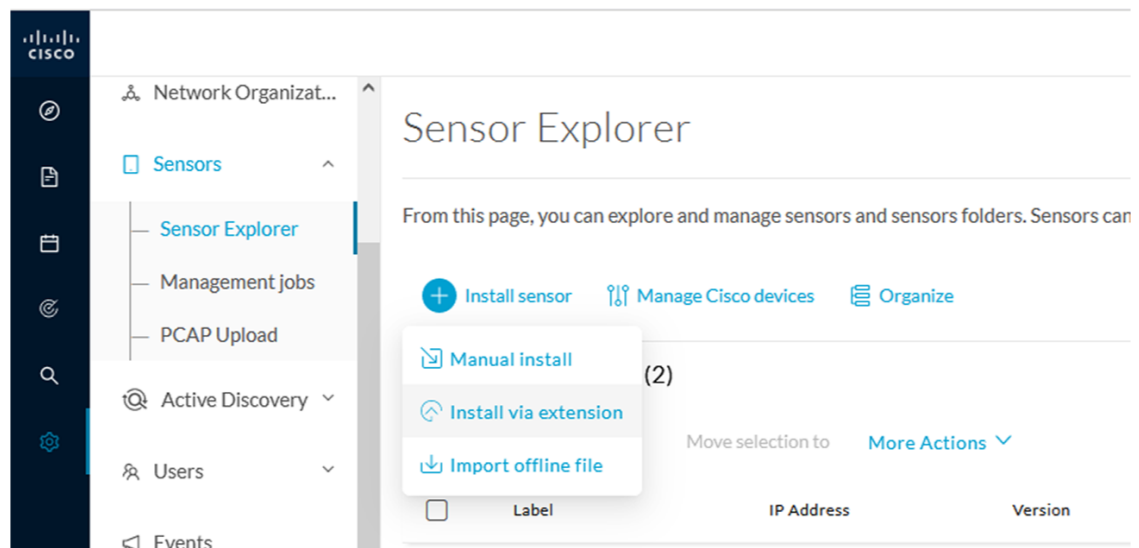 CISCO
Network Organizat...
Sensors
Sensor Explorer
Management jobs
PCAP Upload
Active Discovery
Users
Events
Sensor Explorer
From this page, you can explore and manage sensors and sensors folders. Sensors can
Install sensor Manage Cisco devices Organize
Manual install
Install via extension
Import offline file
(2)
Move selection to More Actions
Label IP Address Version